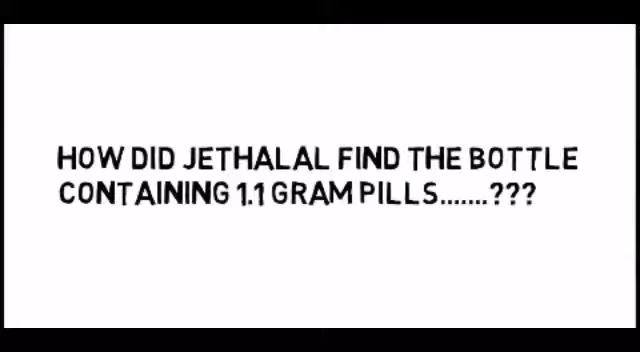 HOW DID JETHALAL FIND THE BOTTLE
CONTAINING 1.1 GRAM PILLS.......???